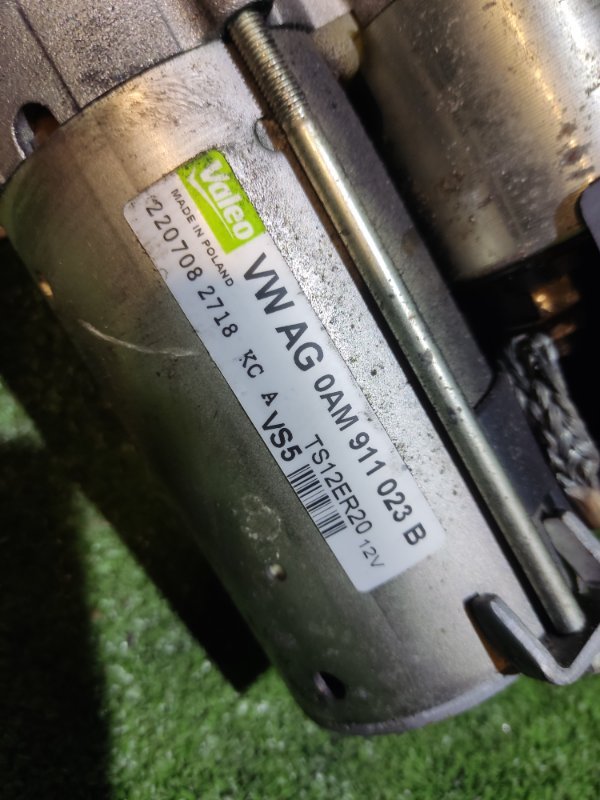 Valeo
MADE IN POLAND
220708 2718 KC A
VW AG 0AM 911 023 B
VS5 TS12ER20 12V